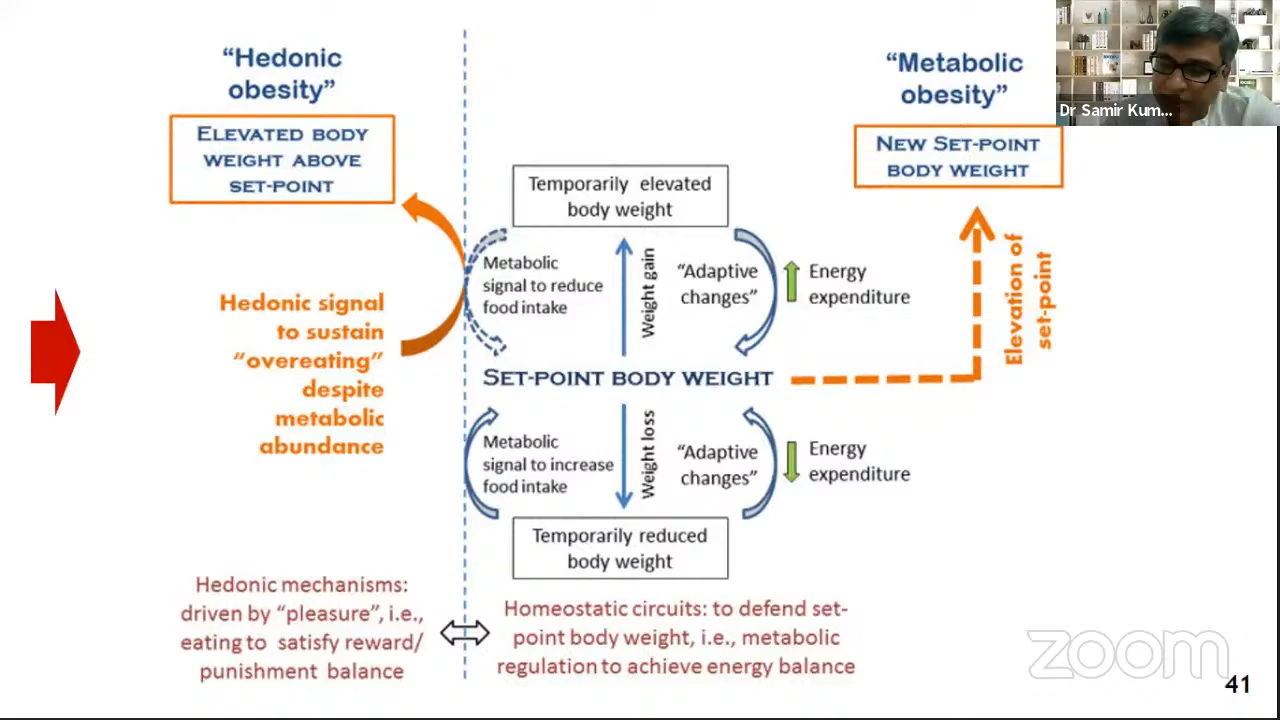 “Hedonic
obesity”
ELEVATED BODY
WEIGHT ABOVE
SET-POINT
Hedonic signal
to sustain
“overeating”
despite
metabolic
abundance
Hedonic mechanisms:
driven by “pleasure”, i.e.,
eating to satisfy reward/
punishment balance
Temporarily elevated
body weight
Metabolic
signal to reduce
food intake
Weight gain
“Adaptive
changes”
Energy
expenditure
SET-POINT BODY WEIGHT
Metabolic
signal to increase
food intake
Weight loss
“Adaptive
changes”
Energy
expenditure
Temporarily reduced
body weight
Homeostatic circuits: to defend set-
point body weight, i.e., metabolic
regulation to achieve energy balance
“Metabolic
obesity”
NEW SET-POINT
BODY WEIGHT
Elevation of
set-point
Dr Samir Kum...
zoom
41